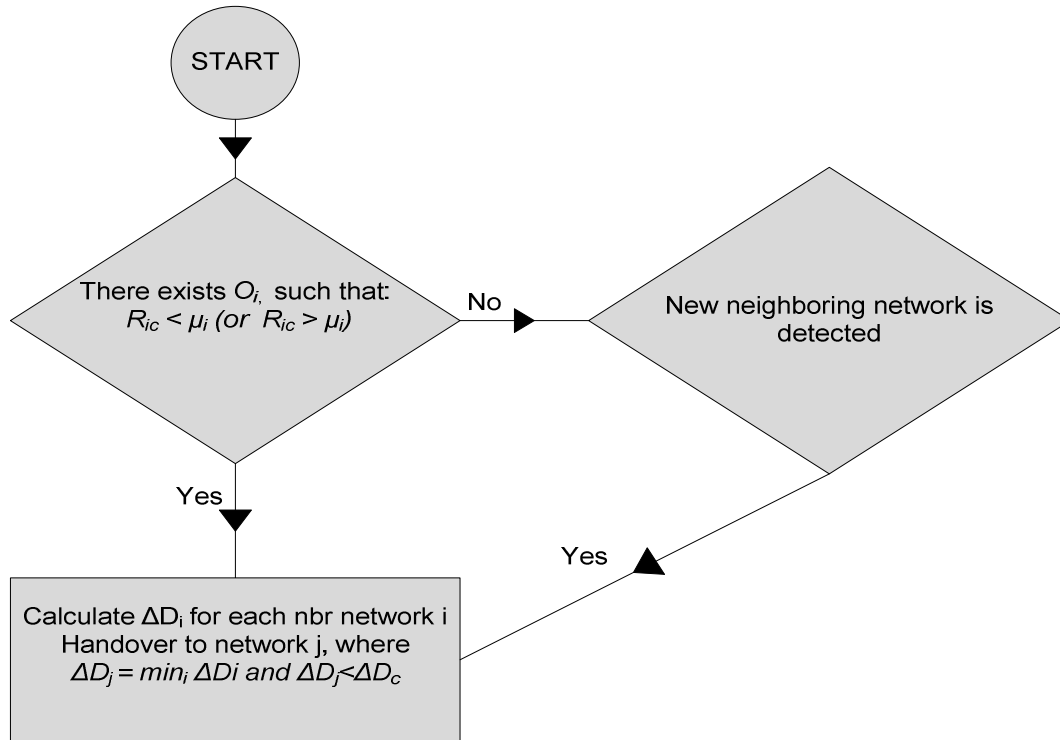 START
There exists Oi, such that:
Ric < μi (or Ric > μi)
No
New neighboring network is
detected
Yes
Yes
Calculate ΔDi for each nbr network i
Handover to network j, where
ΔDj = mini ΔDi and ΔDj<ΔDc